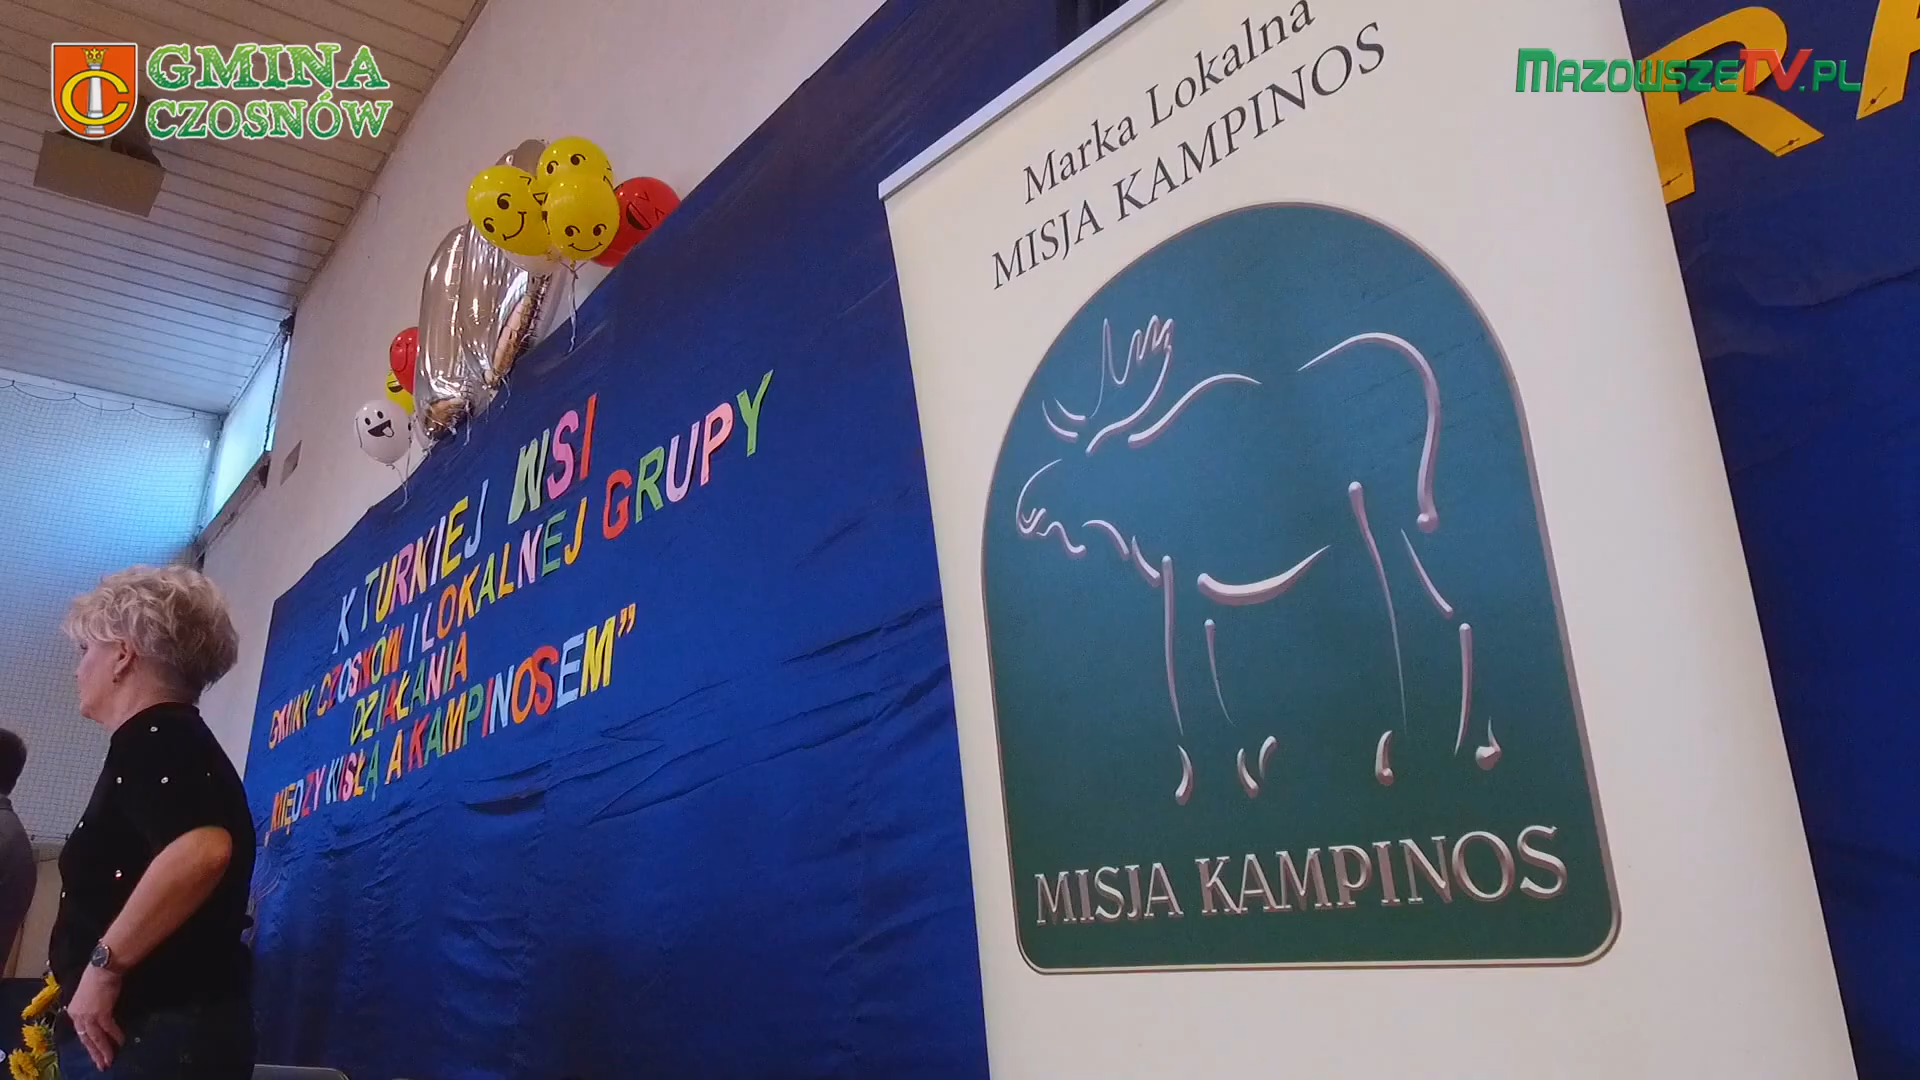 GMINA
CZOSNÓW
MAZOWSZETV.PL
Marka Lokalna
MISJA KAMPINOS
X TURNIEJ WSI
GMINY CZOSNÓW I LOKALNEJ GRUPY
DZIAŁANIA
„MIĘDZY WISŁĄ A KAMPINOSEM”
MISJA KAMPINOS